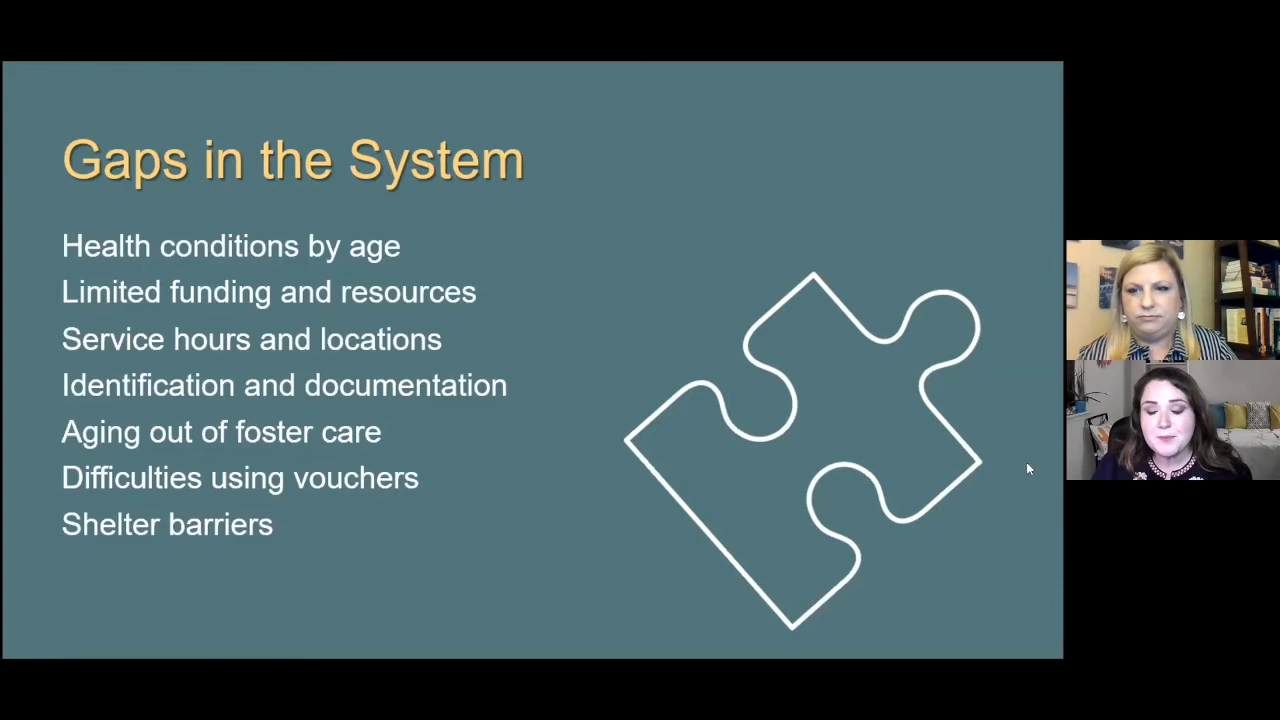 Gaps in the System
Health conditions by age
Limited funding and resources
Service hours and locations
Identification and documentation
Aging out of foster care
Difficulties using vouchers
Shelter barriers